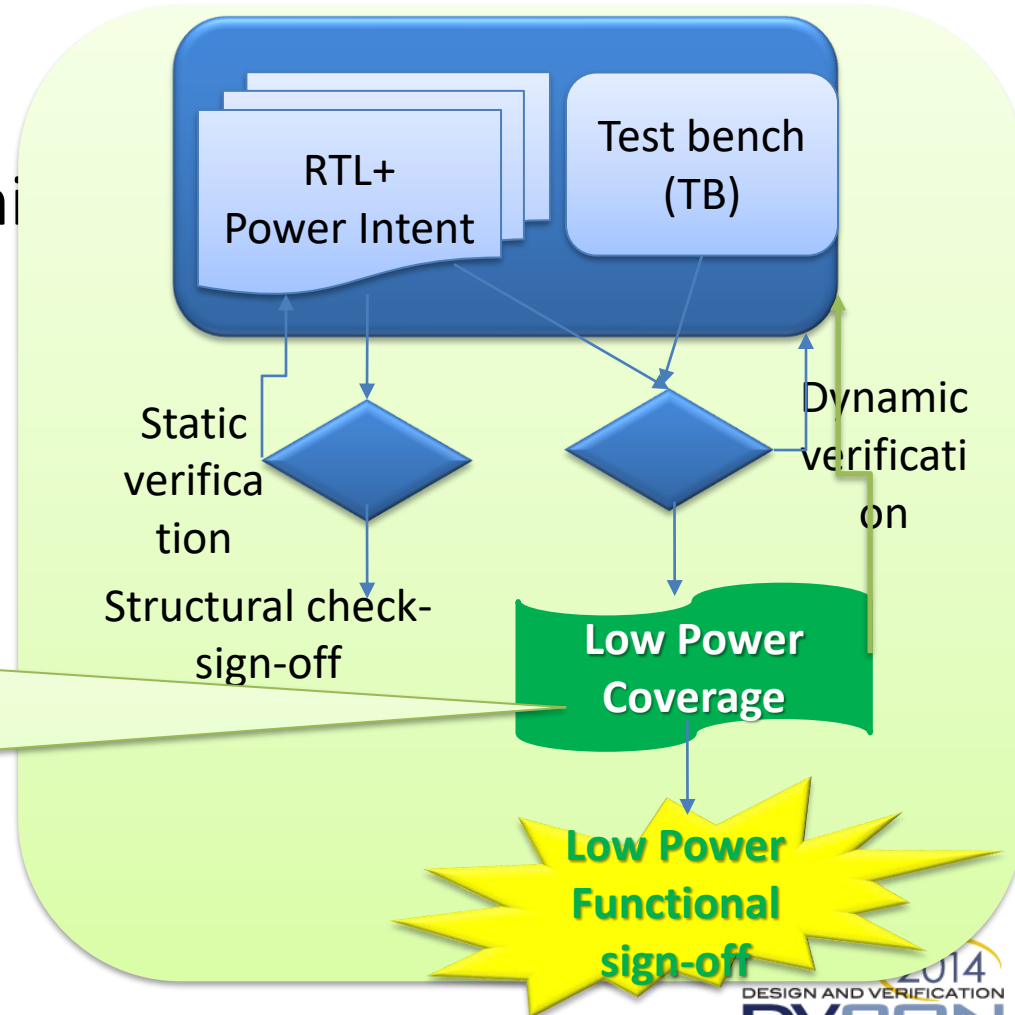 RTL+
Power Intent
Test bench
(TB)
Static
verifica
tion
Dynamic
verificati
on
Structural check-
sign-off
Low Power
Coverage
Low Power
Functional
sign-off
2014
DESIGN AND VERIFICATION